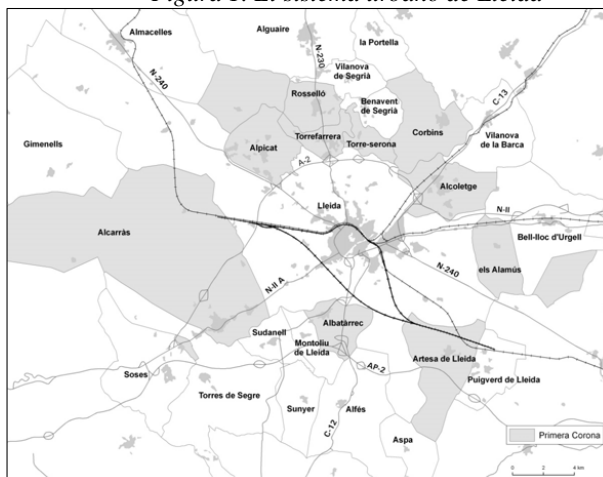 Figura 1. El sistema urbano de Lleida
Almacelles
Alguaire
la Portella
N-240
N-230
Vilanova
de Segrià
C-13
Rosselló
Benavent
de Segrià
Gimenells
Corbins
Vilanova
de la Barca
Torrefarrera
Torre-serona
Alpicat
A-2
Alcoletge
Lleida
N-II
Alcarràs
Bell-lloc d'Urgell
N-240
els Alamús
N-II A
Albatàrrec
Sudanell
Montoliu
de Lleida
Artesa de Lleida
Soses
AP-2
Puigverd de Lleida
Torres de Segre
Sunyer
Alfés
C-12
Aspa
Primera Corona
0 2 4 km